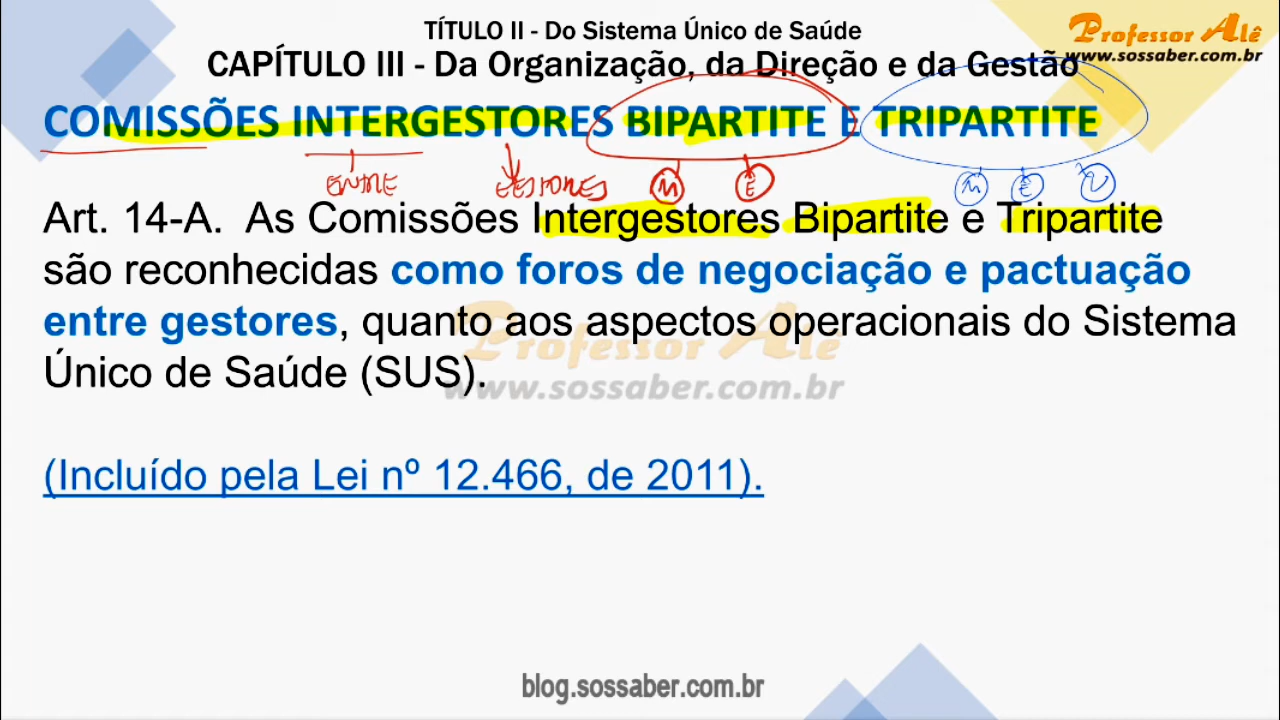 TÍTULO II - Do Sistema Único de Saúde
Professor Alê
www.sossaber.com.br
CAPÍTULO III - Da Organização, da Direção e da Gestão
COMISSÕES INTERGESTORES BIPARTITE E TRIPARTITE
ENTRE GESTORES M E M E U
Art. 14-A. As Comissões Intergestores Bipartite e Tripartite
são reconhecidas como foros de negociação e pactuação
entre gestores, quanto aos aspectos operacionais do Sistema
Único de Saúde (SUS).
Professor Alê
www.sossaber.com.br
(Incluído pela Lei nº 12.466, de 2011).
blog.sossaber.com.br